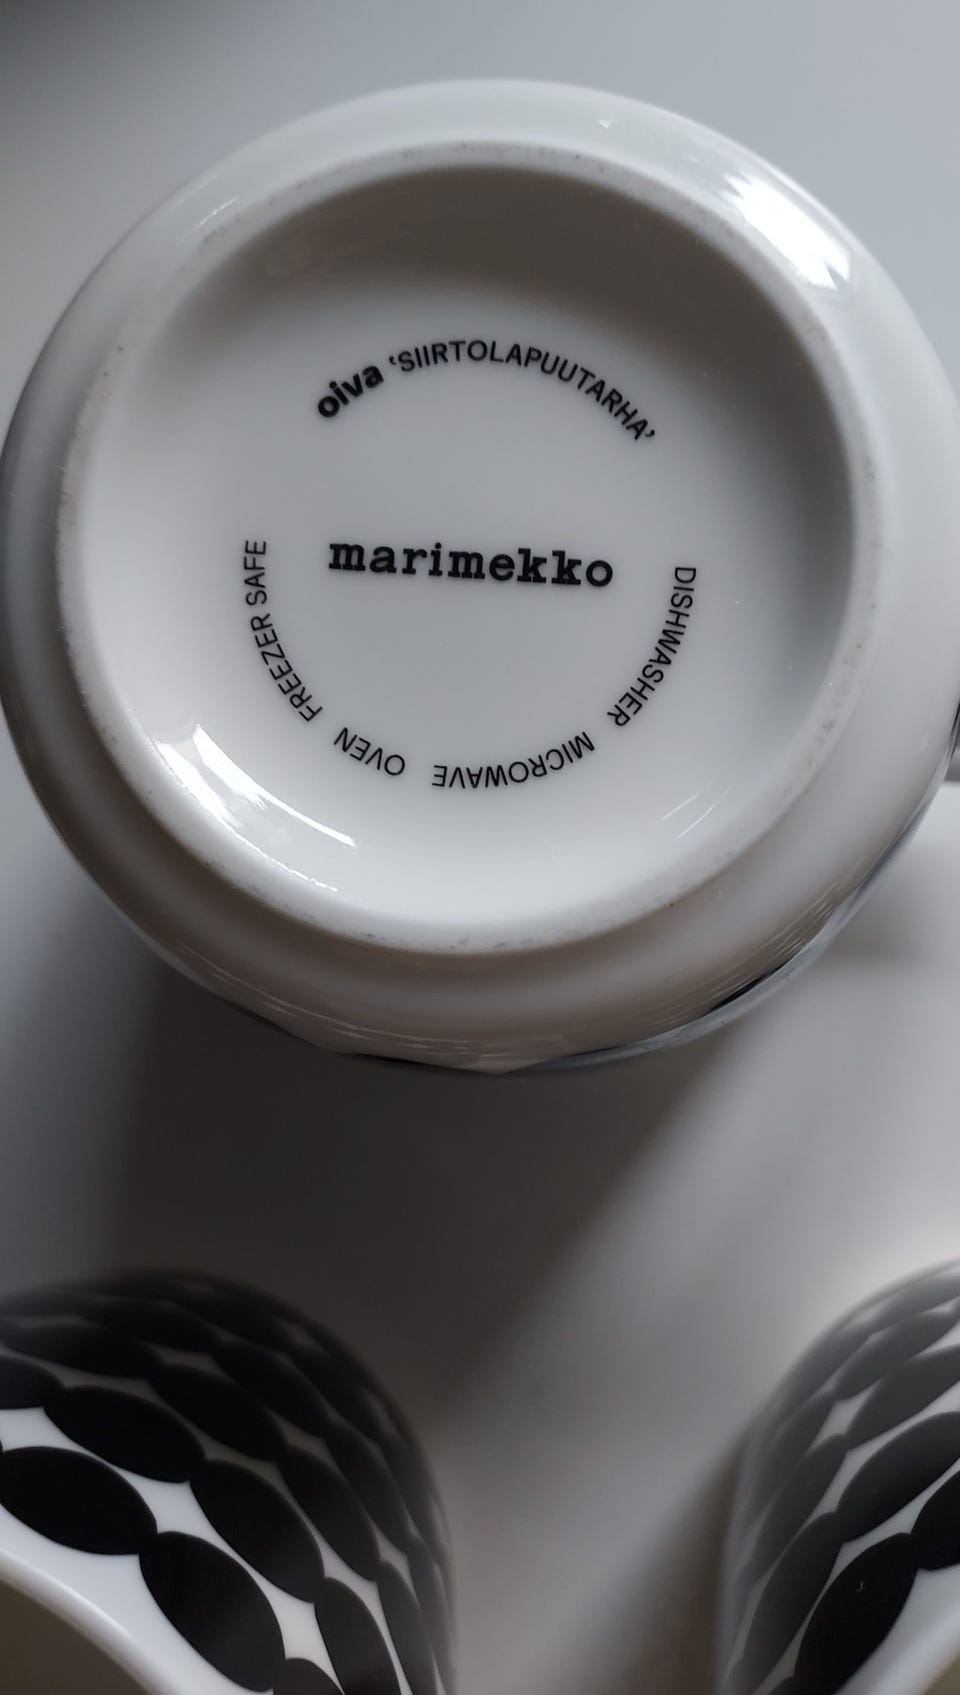 oiva ‘SIIRTOLAPUUTARHA’
marimekko
DISHWASHER MICROWAVE OVEN FREEZER SAFE